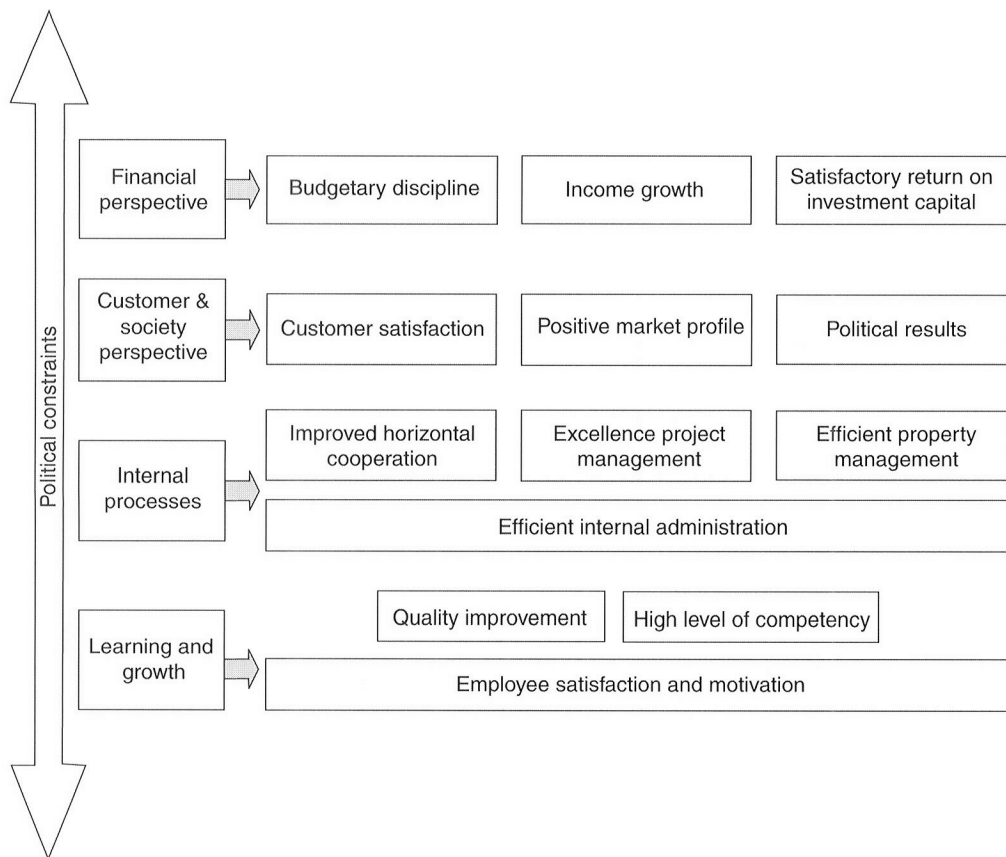 Political constraints
Financial
perspective
Budgetary discipline
Income growth
Satisfactory return on
investment capital
Customer &
society
perspective
Customer satisfaction
Positive market profile
Political results
Internal
processes
Improved horizontal
cooperation
Excellence project
management
Efficient property
management
Efficient internal administration
Learning and
growth
Quality improvement
High level of competency
Employee satisfaction and motivation